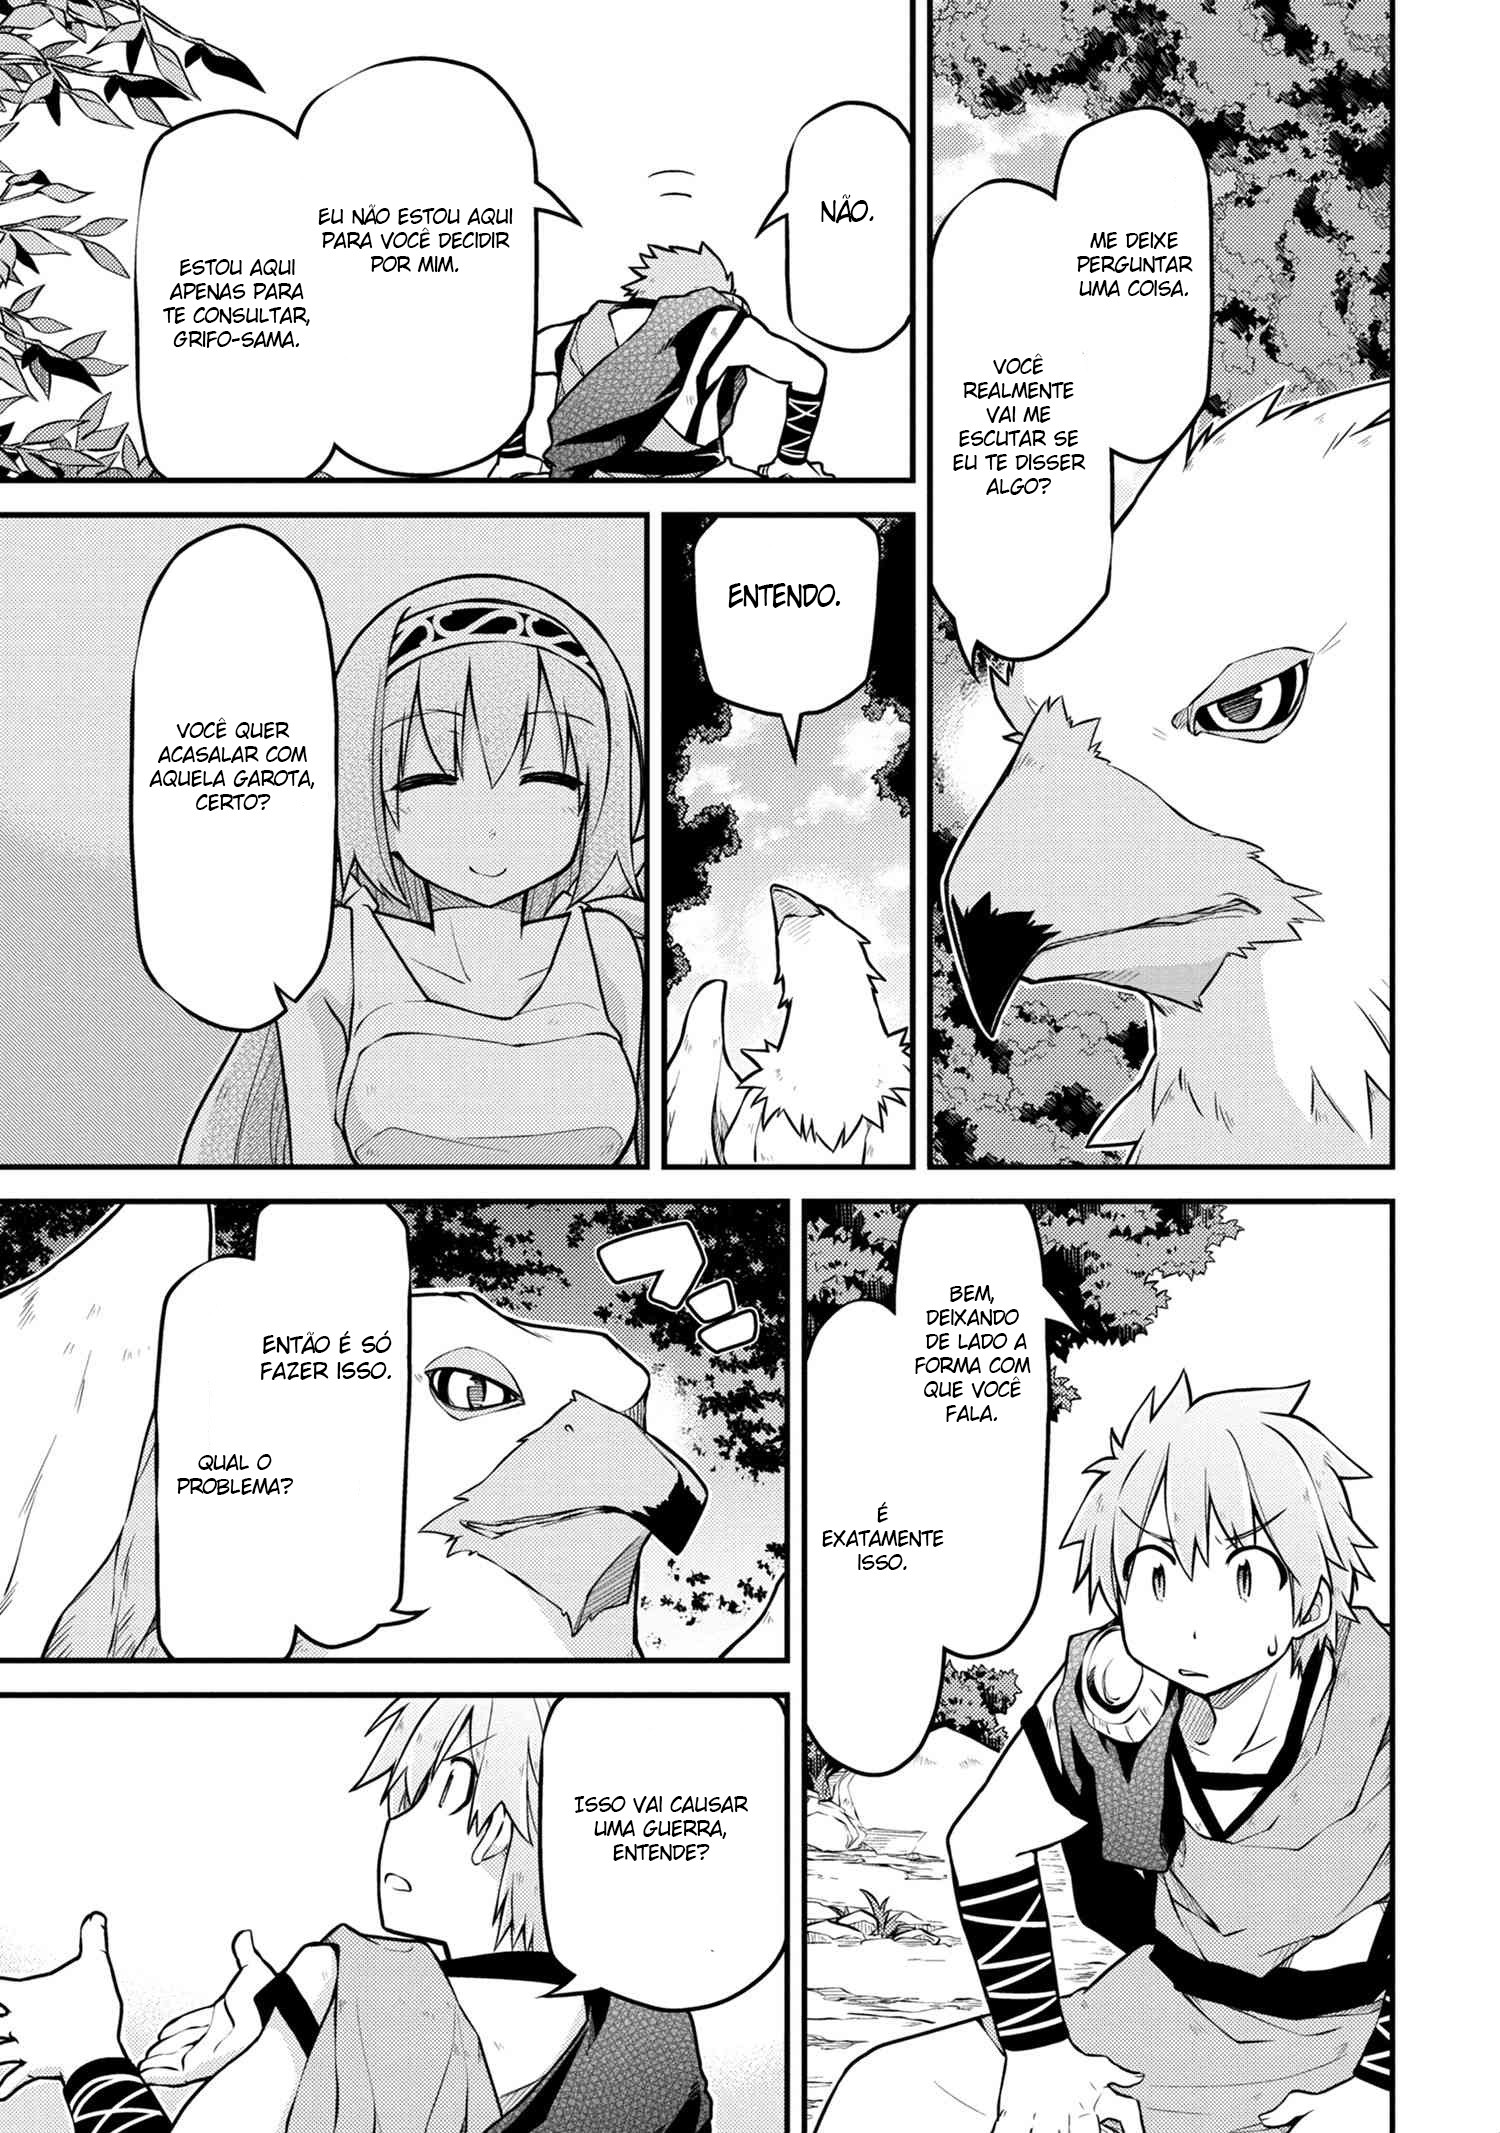 ME DEIXE
PERGUNTAR
UMA COISA.
VOCÊ
REALMENTE
VAI ME
ESCUTAR SE
EU TE DISSER
ALGO?
NÃO.
EU NÃO ESTOU AQUI
PARA VOCÊ DECIDIR
POR MIM.
ESTOU AQUI
APENAS PARA
TE CONSULTAR,
GRIFO-SAMA.
ENTENDO.
VOCÊ QUER
ACASALAR COM
AQUELA GAROTA,
CERTO?
BEM,
DEIXANDO
DE LADO A
FORMA COM
QUE VOCÊ
FALA.
É
EXATAMENTE
ISSO.
ENTÃO É SÓ
FAZER ISSO.
QUAL O
PROBLEMA?
ISSO VAI CAUSAR
UMA GUERRA,
ENTENDE?